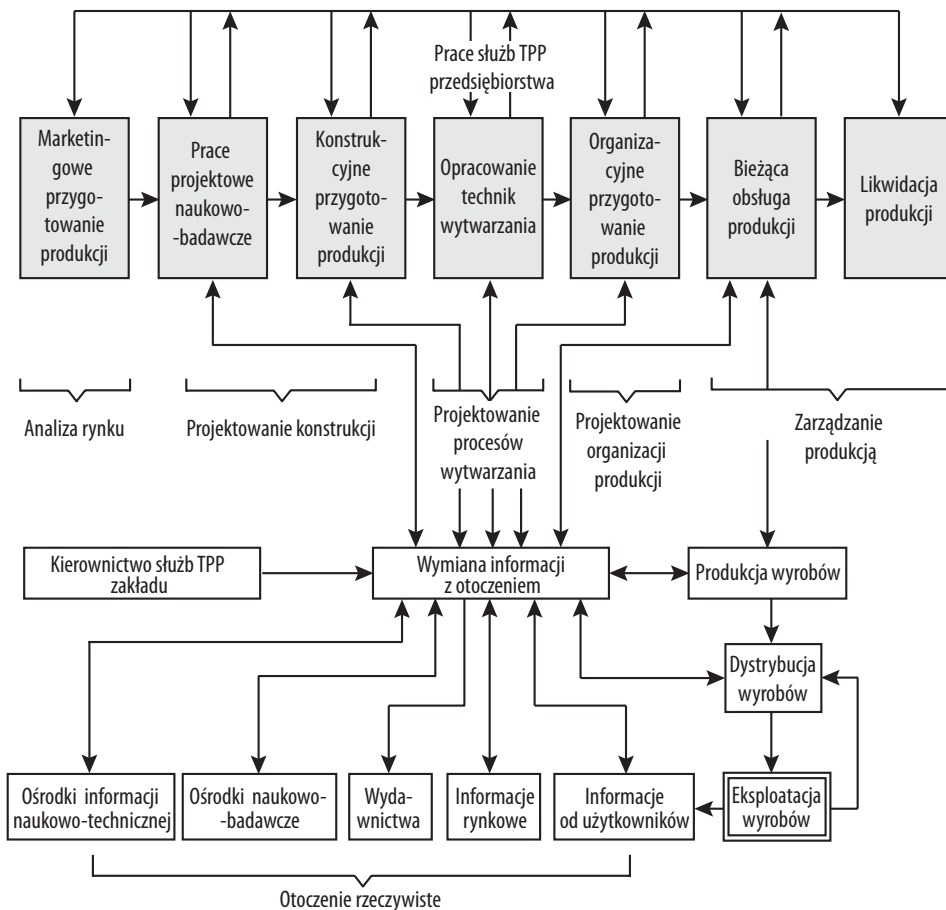 Prace służb TPP
przedsiębiorstwa
Marketin-
gowe
przygo-
towanie
produkcji
Prace
projektowe
naukowo-
-badawcze
Konstruk-
cyjne
przygoto-
wanie
produkcji
Opracowanie
technik
wytwarzania
Organiza-
cyjne
przygoto-
wanie
produkcji
Bieżąca
obsługa
produkcji
Likwidacja
produkcji
Analiza rynku
Projektowanie konstrukcji
Projektowanie
procesów
wytwarzania
Projektowanie
organizacji
produkcji
Zarządzanie
produkcją
Kierownictwo służb TPP
zakładu
Wymiana informacji
z otoczeniem
Produkcja wyrobów
Dystrybucja
wyrobów
Ośrodki informacji
naukowo-technicznej
Ośrodki naukowo-
-badawcze
Wyda-
wnictwa
Informacje
rynkowe
Informacje
od użytkowników
Eksploatacja
wyrobów
Otoczenie rzeczywiste